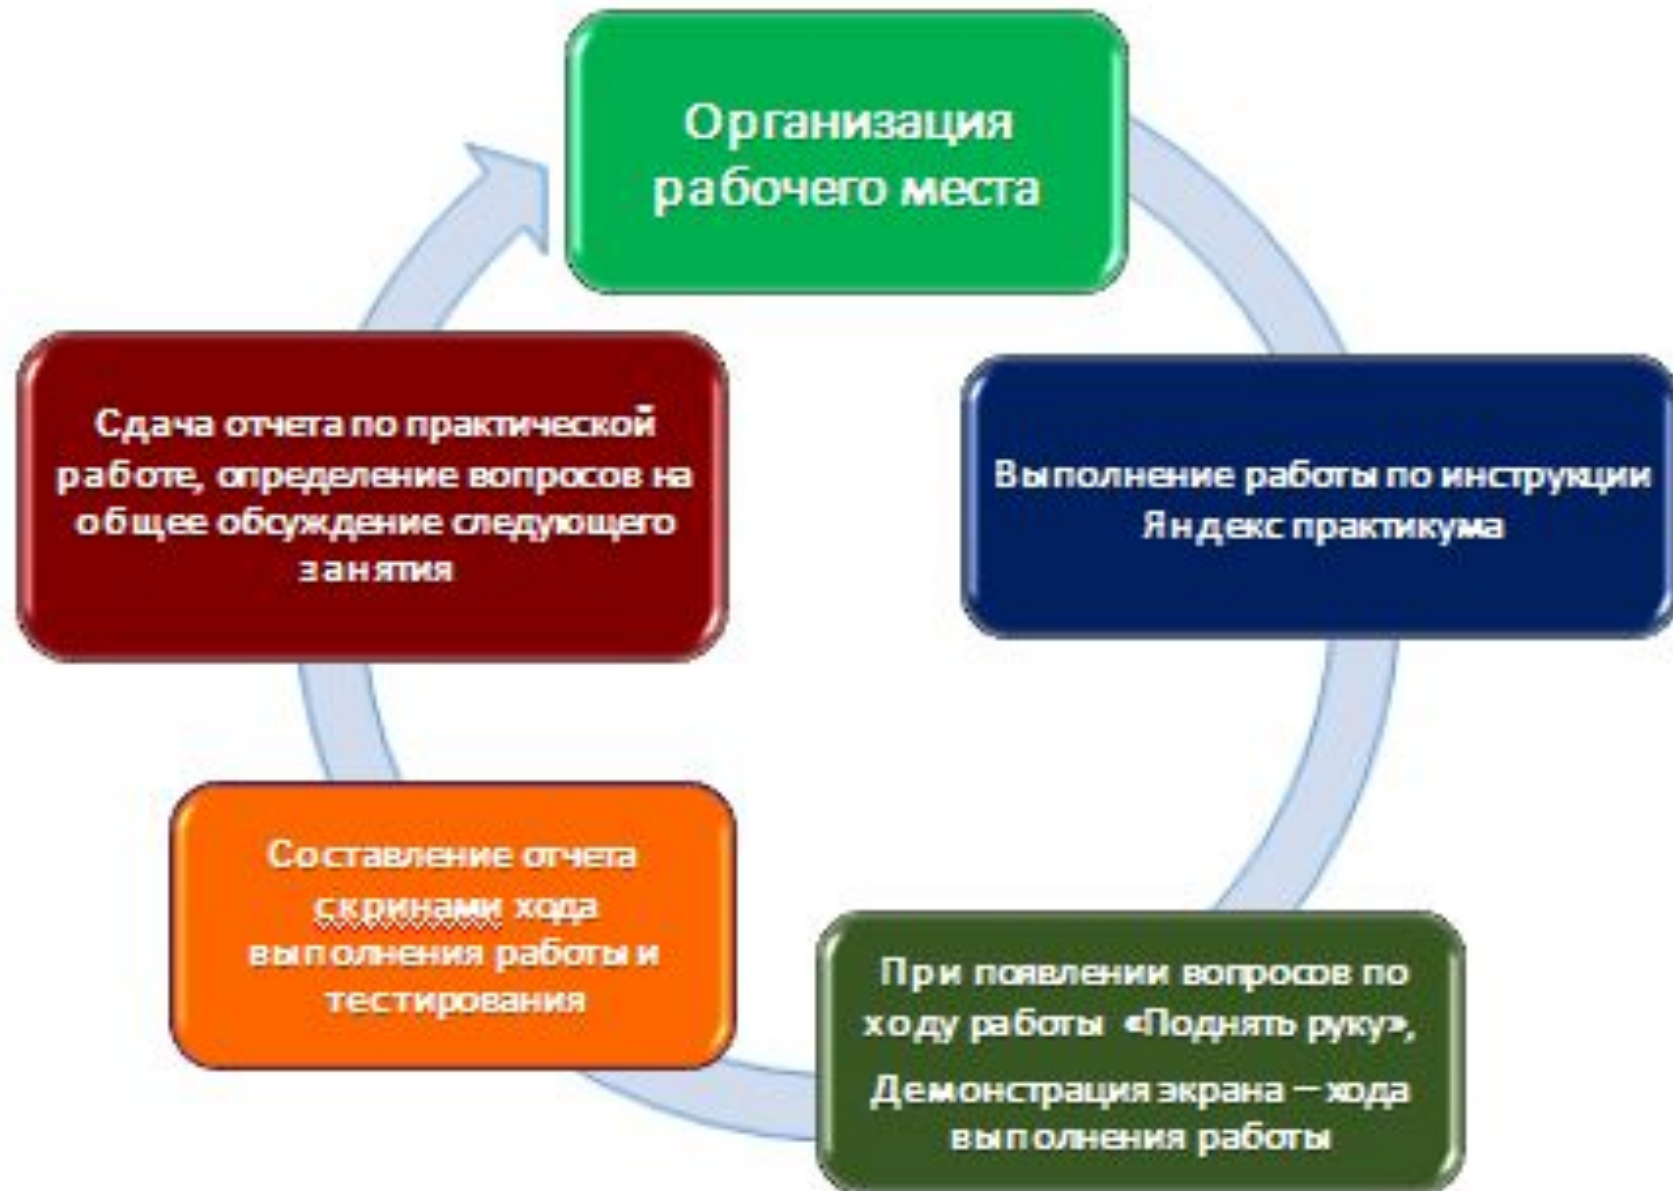 Организация
рабочего места
Выполнение работы по инструкции
Яндекс практикума
При появлении вопросов по
ходу работы «Поднять руку»,
Демонстрация экрана – хода
выполнения работы
Составление отчета
скринами хода
выполнения работы и
тестирования
Сдача отчета по практической
работе, определение вопросов на
общее обсуждение следующего
занятия